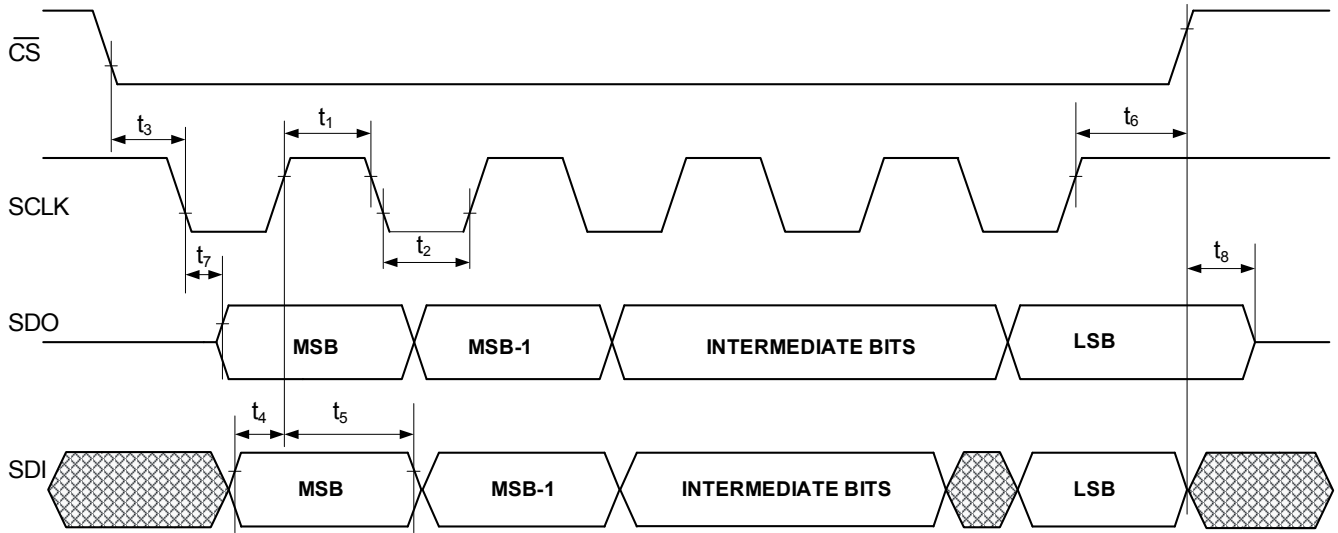 C̅S̅
t₃
t₁
t₆
SCLK
t₂
t₇
t₈
SDO
MSB
MSB-1
INTERMEDIATE BITS
LSB
t₄
t₅
SDI
MSB
MSB-1
INTERMEDIATE BITS
LSB